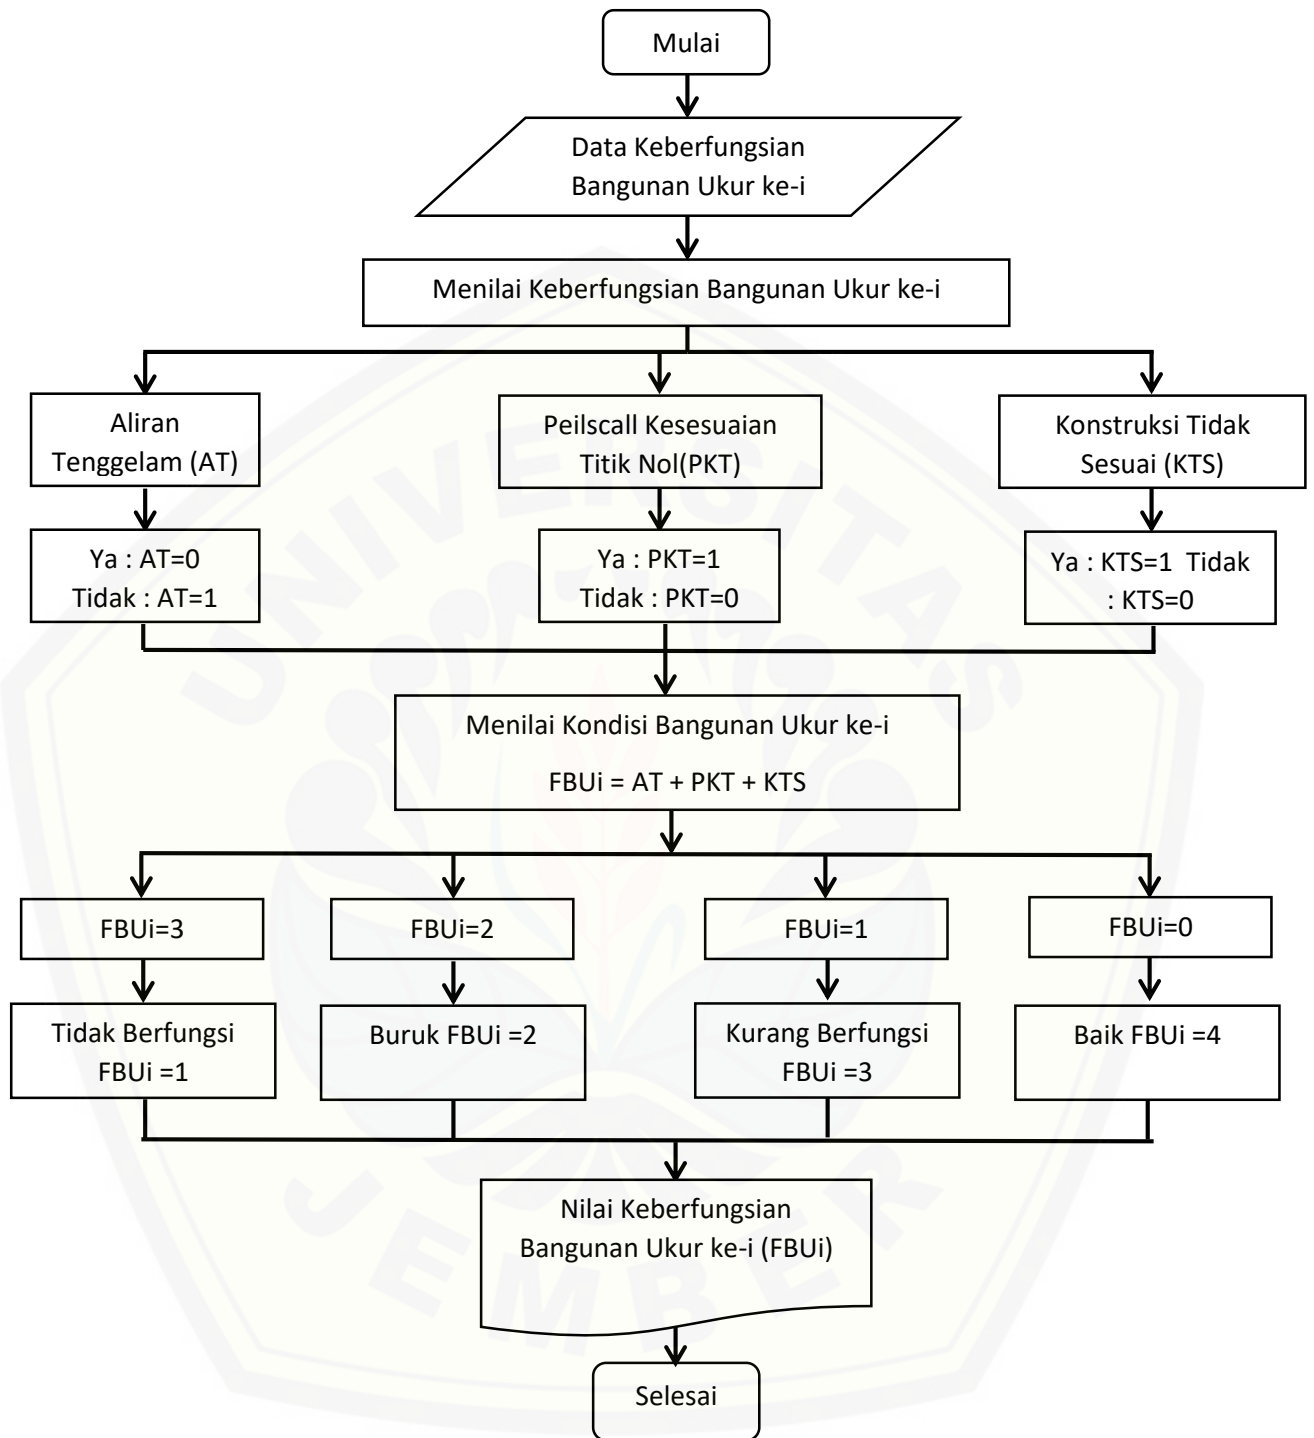 Mulai
Data Keberfungsian
Bangunan Ukur ke-i
Menilai Keberfungsian Bangunan Ukur ke-i
Aliran
Tenggelam (AT)
Peilscall Kesesuaian
Titik Nol(PKT)
Konstruksi Tidak
Sesuai (KTS)
Ya : AT=0
Tidak : AT=1
Ya : PKT=1
Tidak : PKT=0
Ya : KTS=1 Tidak
: KTS=0
Menilai Kondisi Bangunan Ukur ke-i
FBUi = AT + PKT + KTS
FBUi=3
FBUi=2
FBUi=1
FBUi=0
Tidak Berfungsi
FBUi =1
Buruk FBUi =2
Kurang Berfungsi
FBUi =3
Baik FBUi =4
Nilai Keberfungsian
Bangunan Ukur ke-i (FBUi)
Selesai
UNIVERSITAS
JEMBER